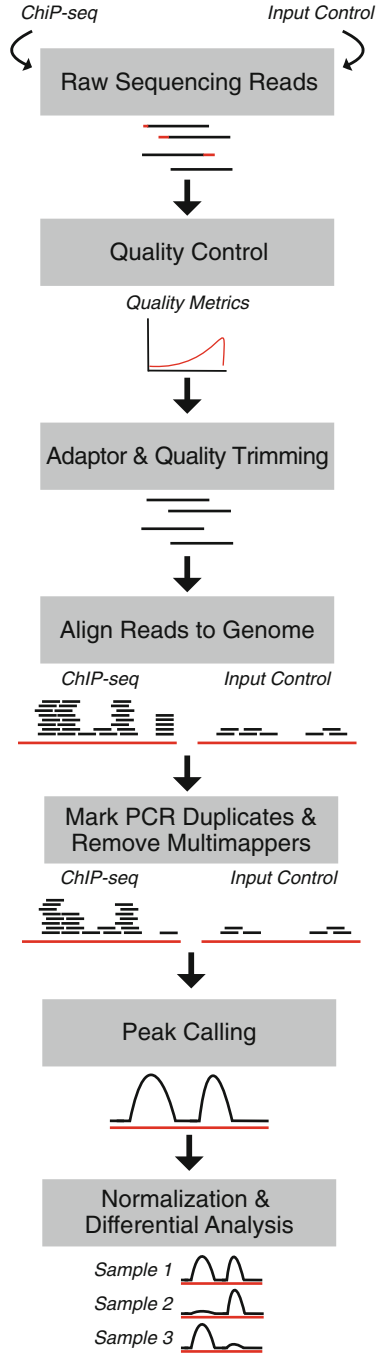 ChiP-seq
Input Control
Raw Sequencing Reads
Quality Control
Quality Metrics
Adaptor & Quality Trimming
Align Reads to Genome
ChIP-seq
Input Control
Mark PCR Duplicates &
Remove Multimappers
ChIP-seq
Input Control
Peak Calling
Normalization &
Differential Analysis
Sample 1
Sample 2
Sample 3